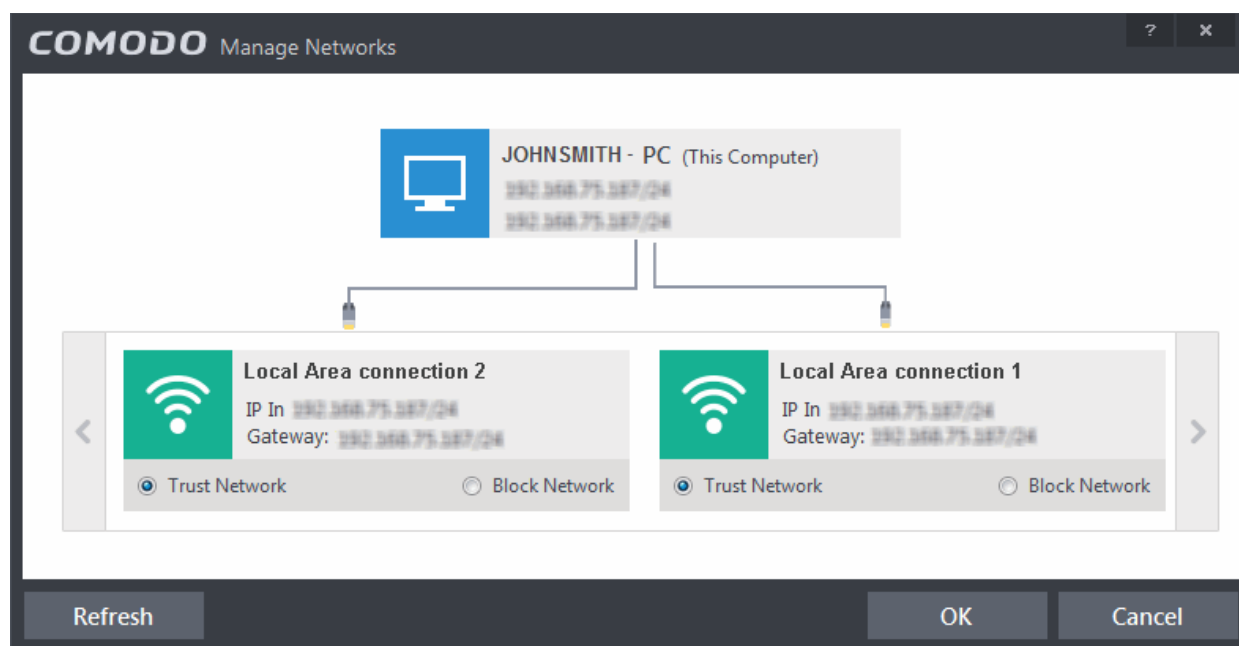 COMODO Manage Networks
? x
JOHNSMITH - PC (This Computer)
Local Area connection 2
IP In
Gateway:
Trust Network
Block Network
Local Area connection 1
IP In
Gateway:
Trust Network
Block Network
Refresh
OK
Cancel